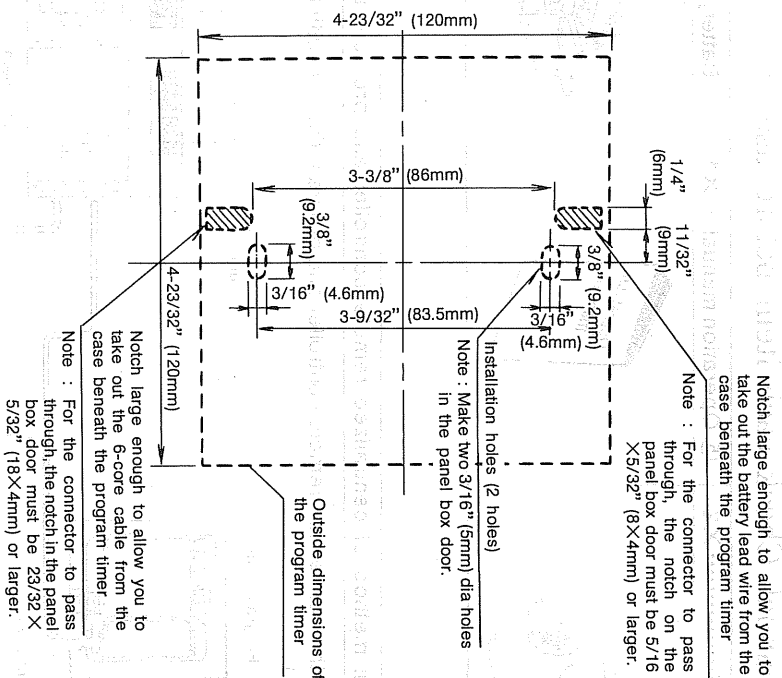 4-23/32" (120mm)
3-3/8" (86mm)
1/4"
(6mm)
11/32"
(9mm)
3/8"
(9.2mm)
3/16" (4.6mm)
3-9/32" (83.5mm)
3/8" (9.2mm)
3/16"
(4.6mm)
4-23/32" (120mm)
Notch large enough to allow you to
take out the battery lead wire from the
case beneath the program timer
Note : For the connector to pass
through, the notch on the
panel box door must be 5/16
×5/32" (8×4mm) or larger.
Installation holes (2 holes)
Note : Make two 3/16" (5mm) dia holes
in the panel box door.
Outside dimensions of
the program timer
Notch large enough to allow you to
take out the 6-core cable from the
case beneath the program timer
Note : For the connector to pass
through, the notch in the panel
box door must be 23/32 ×
5/32" (18×4mm) or larger.